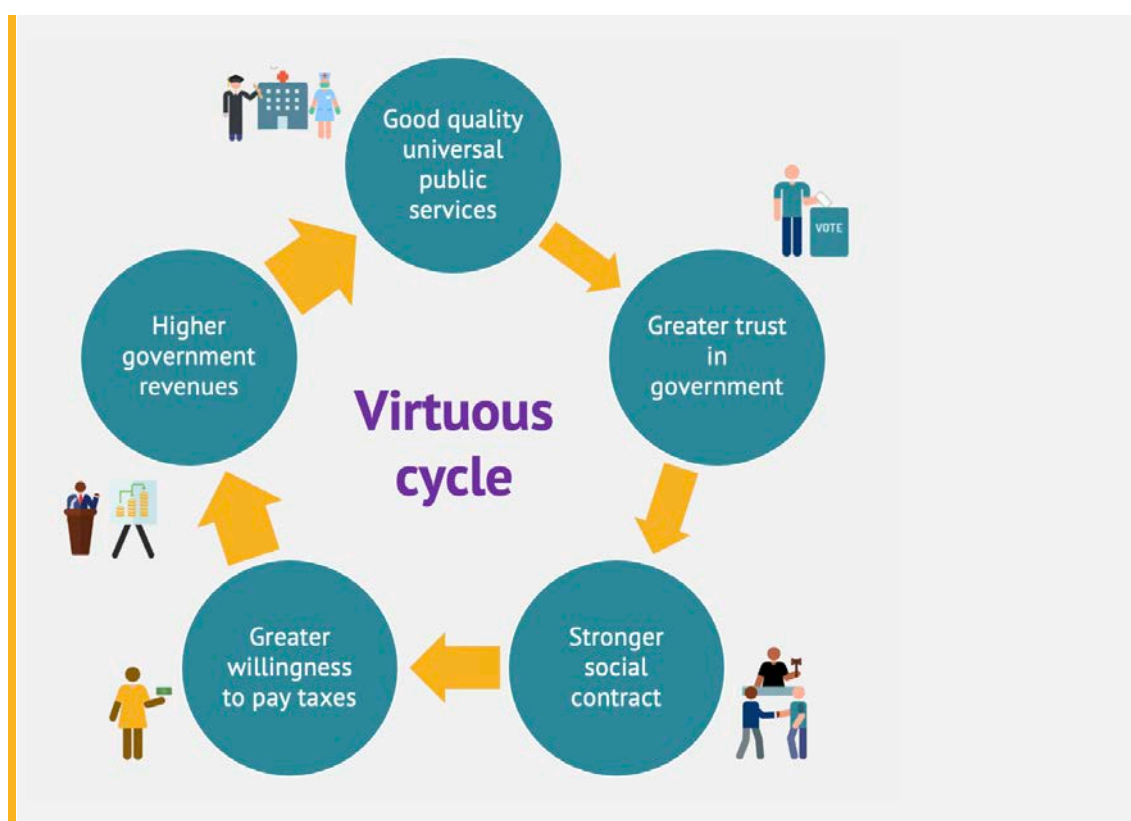 Good quality
universal
public
services
VOTE
Greater trust
in
government
Higher
government
revenues
Virtuous
cycle
Stronger
social
contract
Greater
willingness
to pay taxes